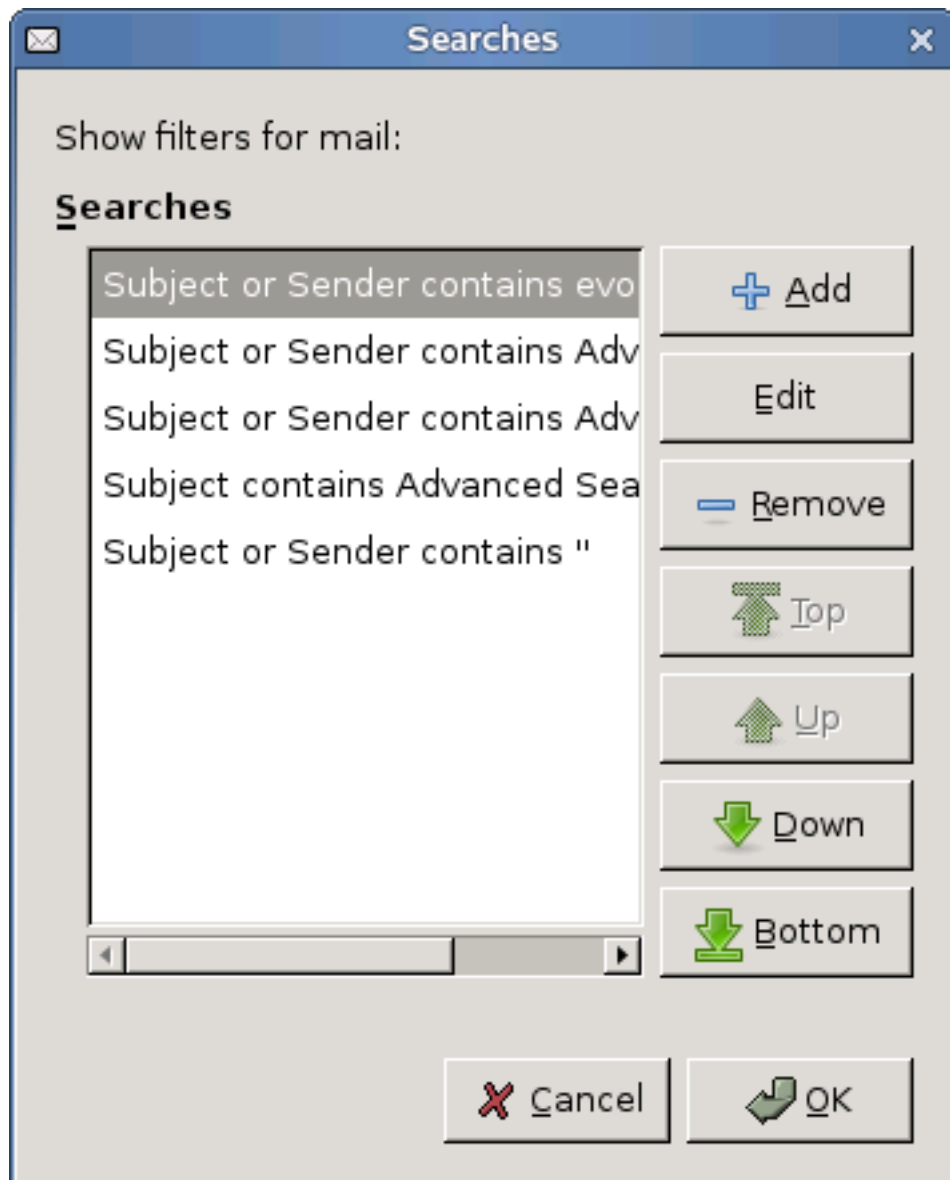 Searches
Show filters for mail:
Searches
Subject or Sender contains evo
Subject or Sender contains Adv
Subject or Sender contains Adv
Subject contains Advanced Sea
Subject or Sender contains "
Add
Edit
Remove
Top
Up
Down
Bottom
Cancel
OK